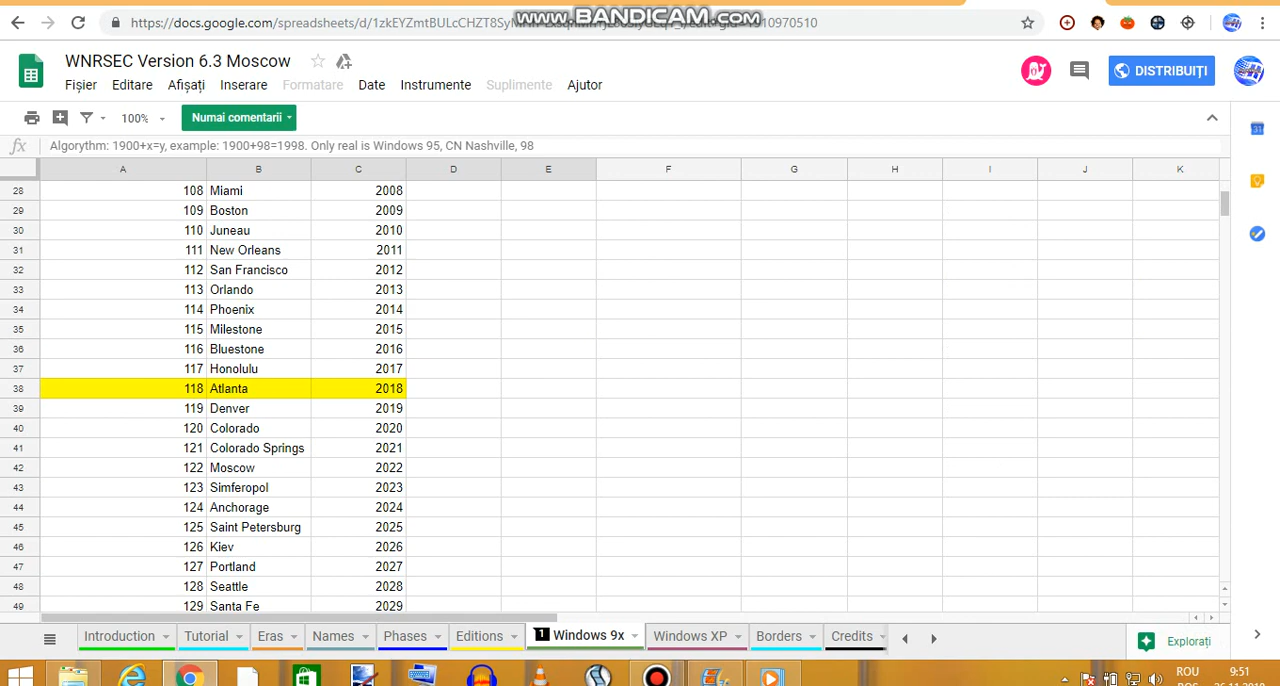 https://docs.google.com/spreadsheets/d/1zkEYZmtBULcCHZT8SyM
www.BANDICAM.com
10970510
WNRSEC Version 6.3 Moscow
Fișier Editare Afișați Inserare Formatare Date Instrumente Suplimente Ajutor
DISTRIBUIȚI
100% Numai comentarii
fx Algorythm: 1900+x=y, example: 1900+98=1998. Only real is Windows 95, CN Nashville, 98
A B C D E F G H I J K
28 108 Miami 2008
29 109 Boston 2009
30 110 Juneau 2010
31 111 New Orleans 2011
32 112 San Francisco 2012
33 113 Orlando 2013
34 114 Phoenix 2014
35 115 Milestone 2015
36 116 Bluestone 2016
37 117 Honolulu 2017
38 118 Atlanta 2018
39 119 Denver 2019
40 120 Colorado 2020
41 121 Colorado Springs 2021
42 122 Moscow 2022
43 123 Simferopol 2023
44 124 Anchorage 2024
45 125 Saint Petersburg 2025
46 126 Kiev 2026
47 127 Portland 2027
48 128 Seattle 2028
49 129 Santa Fe 2029
Introduction Tutorial Eras Names Phases Editions 1 Windows 9x Windows XP Borders Credits
Explorați
31
ROU 9:51